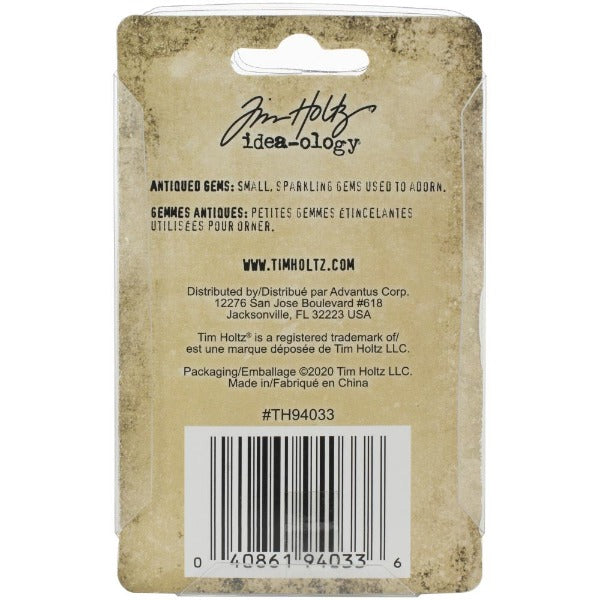 Tim Holtz
idea-ology®
ANTIQUED GEMS: SMALL, SPARKLING GEMS USED TO ADORN.
GEMMES ANTIQUES: PETITES GEMMES ÉTINCELANTES
UTILISÉES POUR ORNER.
WWW.TIMHOLTZ.COM
Distributed by/Distribué par Advantus Corp.
12276 San Jose Boulevard #618
Jacksonville, FL 32223 USA
Tim Holtz® is a registered trademark of/
est une marque déposée de Tim Holtz LLC.
Packaging/Emballage ©2020 Tim Holtz LLC.
Made in/Fabriqué en China
#TH94033
0 40861 94033 6